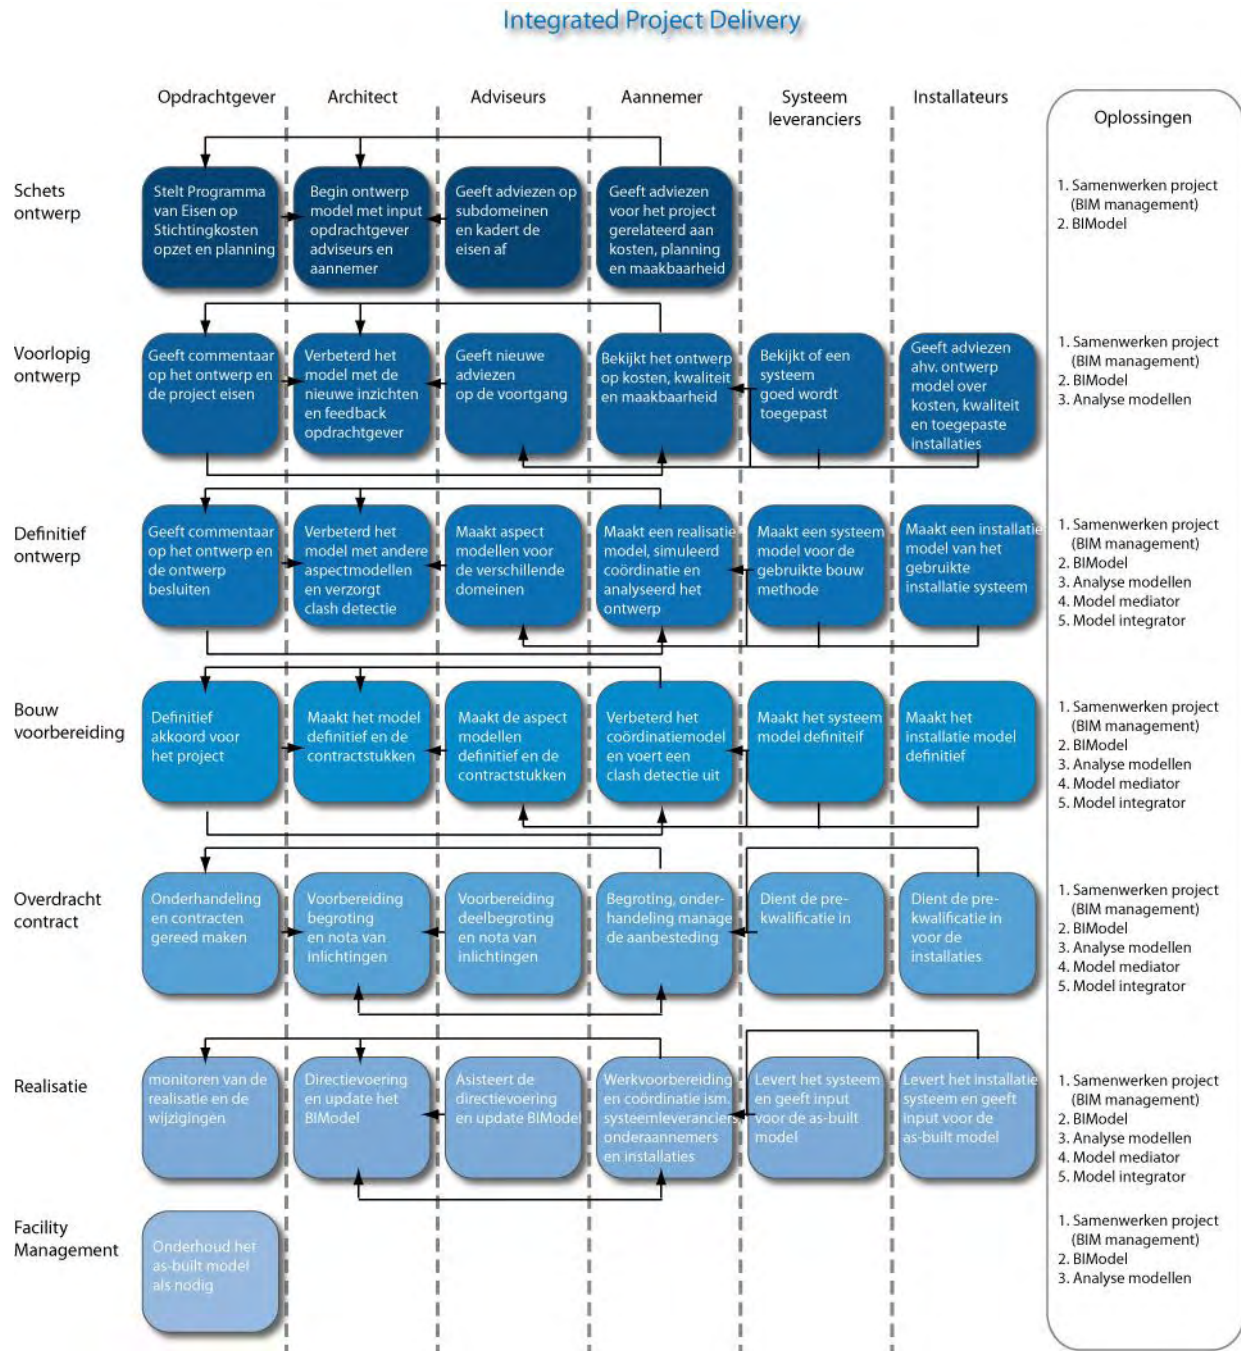 Integrated Project Delivery
Opdrachtgever
Architect
Adviseurs
Aannemer
Systeem
leveranciers
Installateurs
Oplossingen
Schets
ontwerp
Stelt Programma
van Eisen op
Stichtingkosten
opzet en planning
Begin ontwerp
model met input
opdrachtgever
adviseurs en
aannemer
Geeft adviezen op
subdomeinen
en kadert de
eisen af
Geeft adviezen
voor het project
gerelateerd aan
kosten, planning
en maakbaarheid
1. Samenwerken project
(BIM management)
2. BIModel
Voorlopig
ontwerp
Geeft commentaar
op het ontwerp en
de project eisen
Verbeterd het
model met de
nieuwe inzichten
en feedback
opdrachtgever
Geeft nieuwe
adviezen
op de voortgang
Bekijkt het ontwerp
op kosten, kwaliteit
en maakbaarheid
Bekijkt of een
systeem
goed wordt
toegepast
Geeft adviezen
ahv. ontwerp
model over
kosten, kwaliteit
en toegepaste
installaties
1. Samenwerken project
(BIM management)
2. BIModel
3. Analyse modellen
Definitief
ontwerp
Geeft commentaar
op het ontwerp en
de ontwerp
besluiten
Verbeterd het
model met andere
aspectmodellen
en verzorgt
clash detectie
Maakt aspect
modellen voor
de verschillende
domeinen
Maakt een realisatie
model, simuleerd
coördinatie en
analyseerd het
ontwerp
Maakt een systeem
model voor de
gebruikte bouw
methode
Maakt een installatie
model van het
gebruikte
installatie systeem
1. Samenwerken project
(BIM management)
2. BIModel
3. Analyse modellen
4. Model mediator
5. Model integrator
Bouw
voorbereiding
Definitief
akkoord voor
het project
Maakt het model
definitief en de
contractstukken
Maakt de aspect
modellen
definitief en de
contractstukken
Verbeterd het
coördinatiemodel
en voert een
clash detectie uit
Maakt het systeem
model definiteif
Maakt het
installatie model
definitief
1. Samenwerken project
(BIM management)
2. BIModel
3. Analyse modellen
4. Model mediator
5. Model integrator
Overdracht
contract
Onderhandeling
en contracten
gereed maken
Voorbereiding
begroting
en nota van
inlichtingen
Voorbereiding
deelbegroting
en nota van
inlichtingen
Begroting, onder-
handeling manage
de aanbesteding
Dient de pre-
kwalificatie in
Dient de pre-
kwalificatie in
voor de
installaties
1. Samenwerken project
(BIM management)
2. BIModel
3. Analyse modellen
4. Model mediator
5. Model integrator
Realisatie
monitoren van de
realisatie en de
wijzigingen
Directievoering
en update het
BIModel
Asisteert de
directievoering
en update BIModel
Werkvoorbereiding
en coördinatie ism.
systeemleveranciers,
onderaannemers
en installaties
Levert het systeem
en geeft input
voor de as-built
model
Levert het installatie
systeem en geeft
input voor de
as-built model
1. Samenwerken project
(BIM management)
2. BIModel
3. Analyse modellen
4. Model mediator
5. Model integrator
Facility
Management
Onderhoud het
as-built model
als nodig
1. Samenwerken project
(BIM management)
2. BIModel
3. Analyse modellen